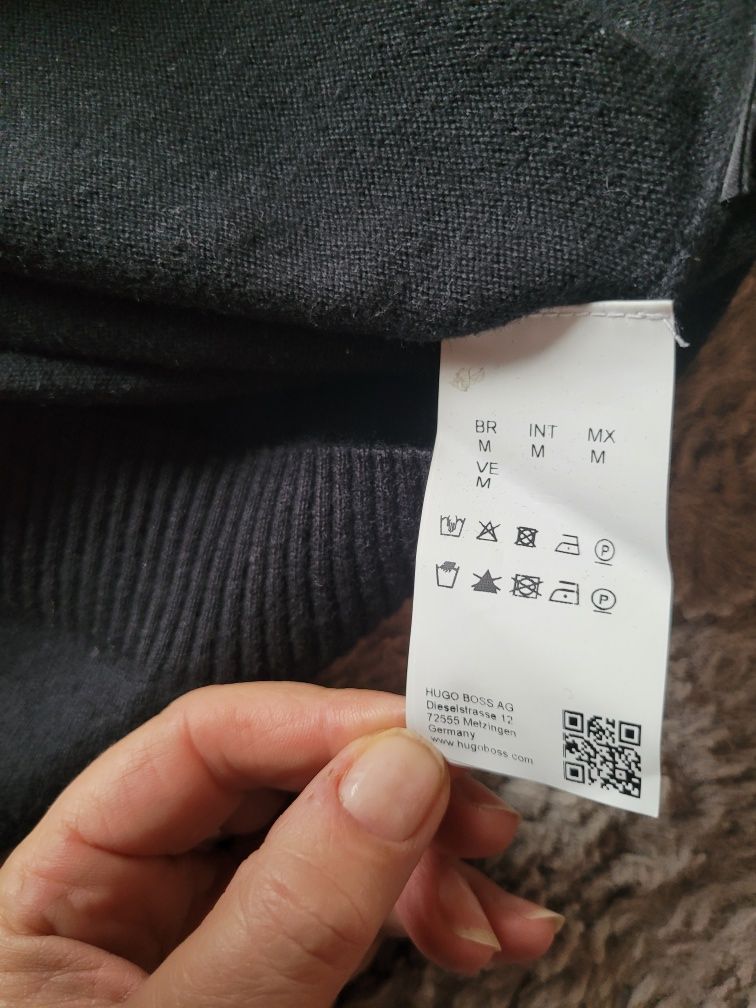 BR INT MX
M M M
VE
M
P
P
HUGO BOSS AG
Dieselstrasse 12
72555 Metzingen
Germany
www.hugoboss.com